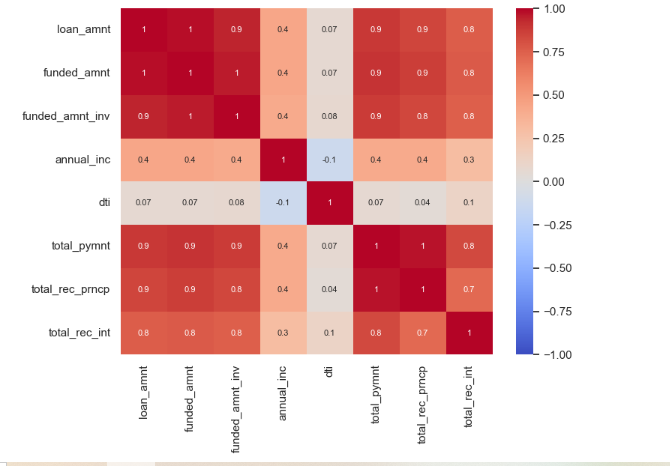 loan_amnt 1 1 0.9 0.4 0.07 0.9 0.9 0.8
funded_amnt 1 1 1 0.4 0.07 0.9 0.9 0.8
funded_amnt_inv 0.9 1 1 0.4 0.08 0.9 0.8 0.8
annual_inc 0.4 0.4 0.4 1 -0.1 0.4 0.4 0.3
dti 0.07 0.07 0.08 -0.1 1 0.07 0.04 0.1
total_pymnt 0.9 0.9 0.9 0.4 0.07 1 1 0.8
total_rec_prncp 0.9 0.9 0.8 0.4 0.04 1 1 0.7
total_rec_int 0.8 0.8 0.8 0.3 0.1 0.8 0.7 1
loan_amnt
funded_amnt
funded_amnt_inv
annual_inc
dti
total_pymnt
total_rec_prncp
total_rec_int
1.00
0.75
0.50
0.25
0.00
−0.25
−0.50
−0.75
−1.00